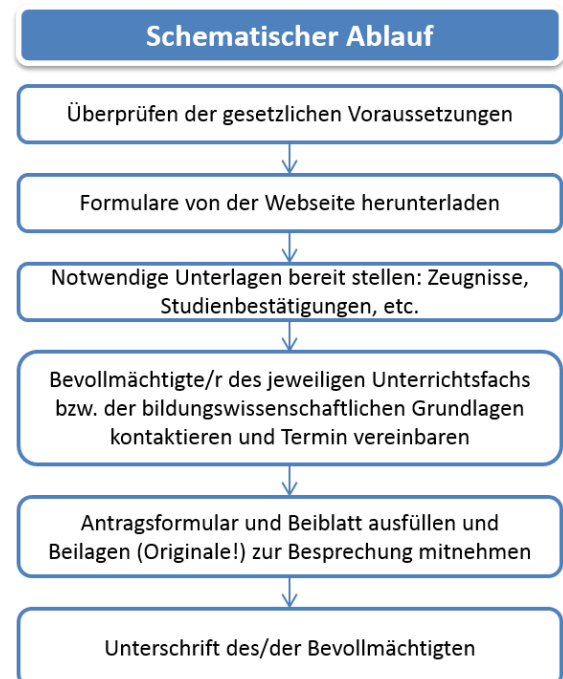 Schematischer Ablauf
Überprüfen der gesetzlichen Voraussetzungen
Formulare von der Webseite herunterladen
Notwendige Unterlagen bereit stellen: Zeugnisse,
Studienbestätigungen, etc.
Bevollmächtigte/r des jeweiligen Unterrichtsfachs
bzw. der bildungswissenschaftlichen Grundlagen
kontaktieren und Termin vereinbaren
Antragsformular und Beiblatt ausfüllen und
Beilagen (Originale!) zur Besprechung mitnehmen
Unterschrift des/der Bevollmächtigten